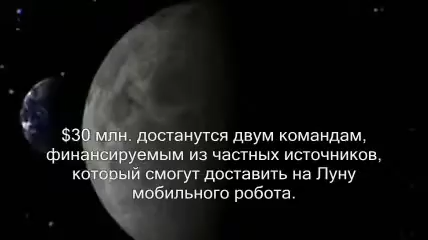 $30 млн. достанутся двум командам,
финансируемым из частных источников,
который смогут доставить на Луну
мобильного робота.